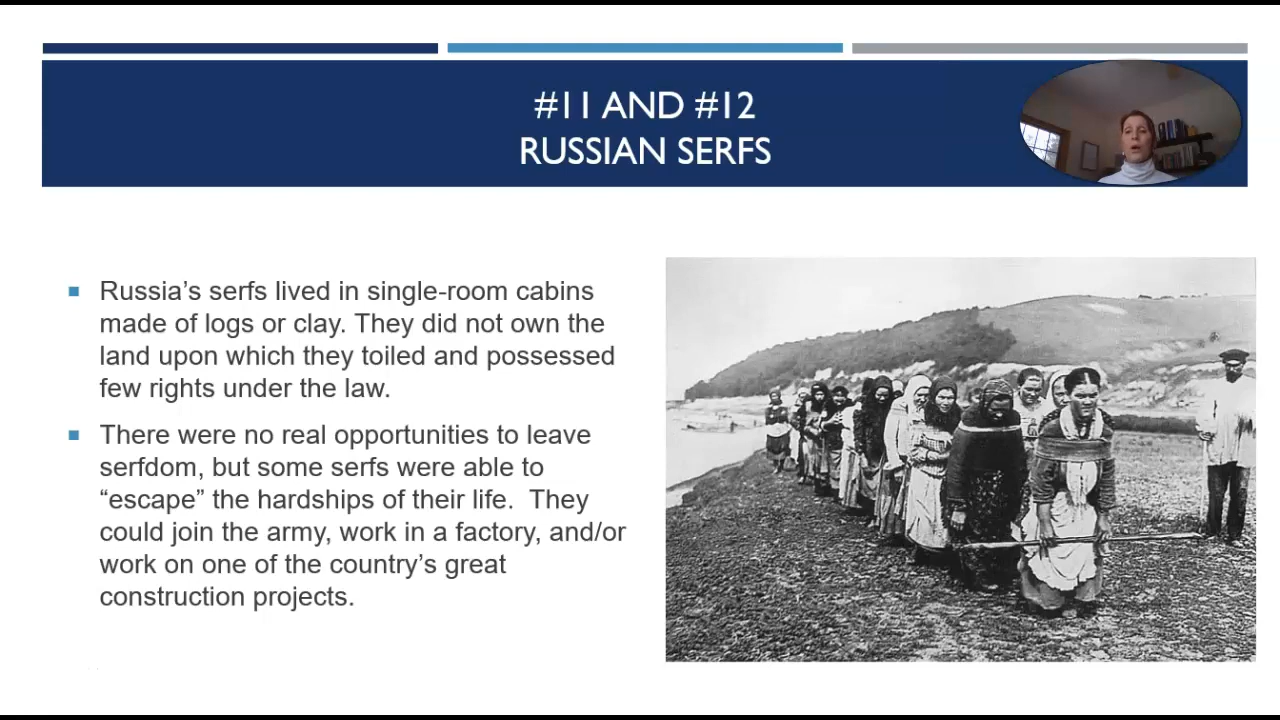 #11 AND #12
RUSSIAN SERFS
Russia’s serfs lived in single-room cabins
made of logs or clay. They did not own the
land upon which they toiled and possessed
few rights under the law.
There were no real opportunities to leave
serfdom, but some serfs were able to
“escape” the hardships of their life.  They
could join the army, work in a factory, and/or
work on one of the country’s great
construction projects.